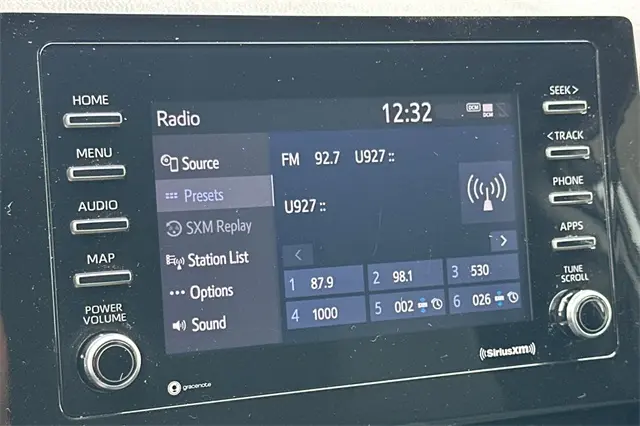 HOME
MENU
AUDIO
MAP
POWER
VOLUME
Radio
12:32
DCM
DCM
Source
Presets
SXM Replay
Station List
Options
Sound
FM 92.7 U927 ::
U927 ::
< >
1 87.9 2 98.1 3 530
4 1000 5 002 6 026
SEEK >
< TRACK
PHONE
APPS
TUNE
SCROLL
gracenote
((SiriusXM))